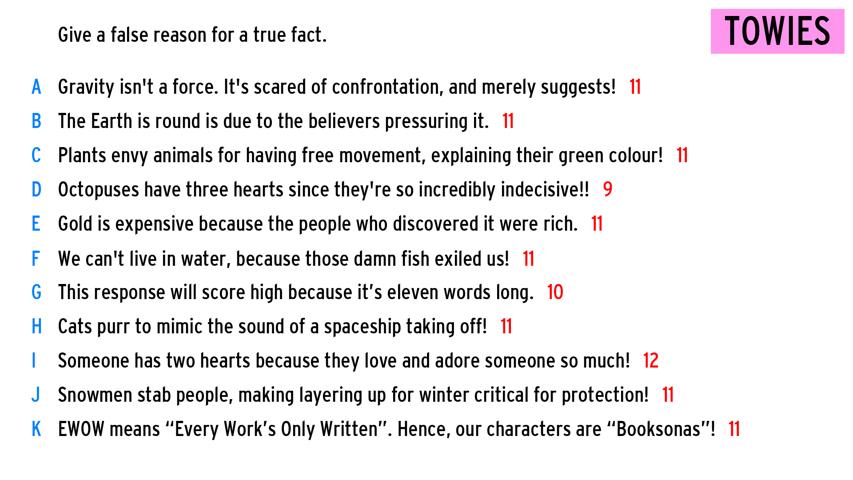 Give a false reason for a true fact.
TOWIES
A Gravity isn't a force. It's scared of confrontation, and merely suggests! 11
B The Earth is round is due to the believers pressuring it. 11
C Plants envy animals for having free movement, explaining their green colour! 11
D Octopuses have three hearts since they're so incredibly indecisive!! 9
E Gold is expensive because the people who discovered it were rich. 11
F We can't live in water, because those damn fish exiled us! 11
G This response will score high because it’s eleven words long. 10
H Cats purr to mimic the sound of a spaceship taking off! 11
I Someone has two hearts because they love and adore someone so much! 12
J Snowmen stab people, making layering up for winter critical for protection! 11
K EWOW means “Every Work’s Only Written”. Hence, our characters are “Booksonas”! 11